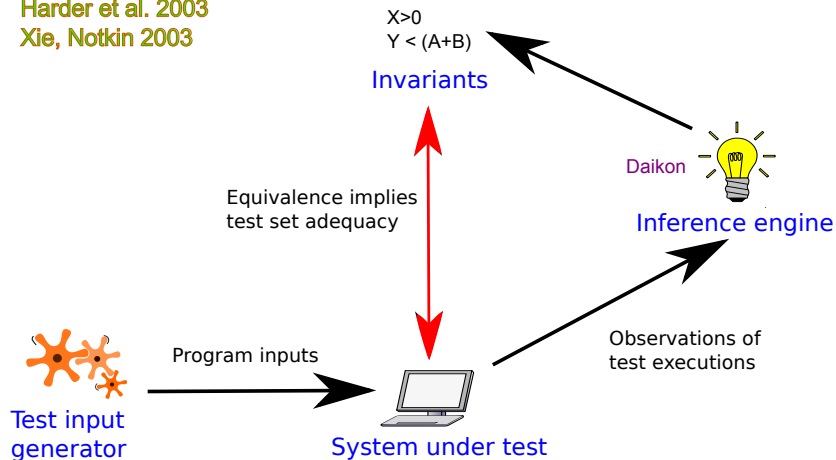 Harder et al. 2003
Xie, Notkin 2003
X>0
Y < (A+B)
Invariants
Daikon
Equivalence implies
test set adequacy
Inference engine
Observations of
test executions
Program inputs
Test input
generator
System under test